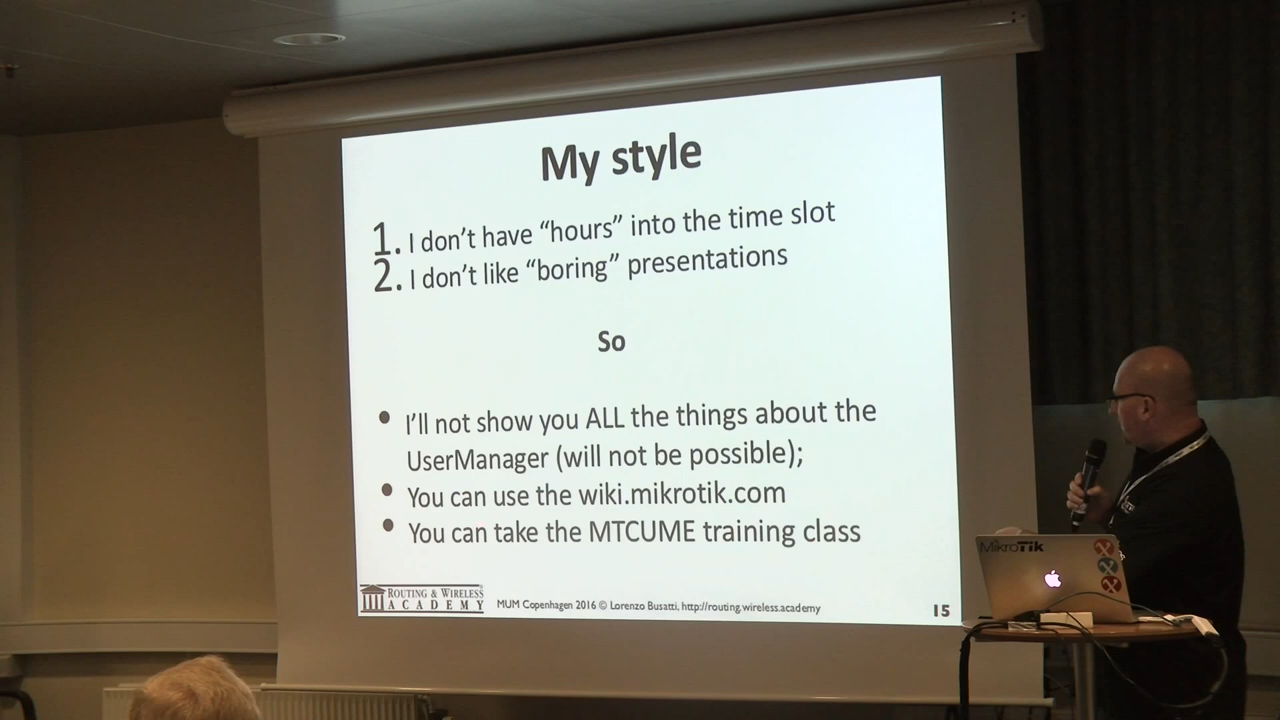 My style
1. I don't have “hours” into the time slot
2. I don't like “boring” presentations
So
• I'll not show you ALL the things about the
UserManager (will not be possible);
• You can use the wiki.mikrotik.com
• You can take the MTCUME training class
ROUTING & WIRELESS
ACADEMY
MUM Copenhagen 2016 © Lorenzo Busatti, http://routing.wireless.academy
15
MikroTik